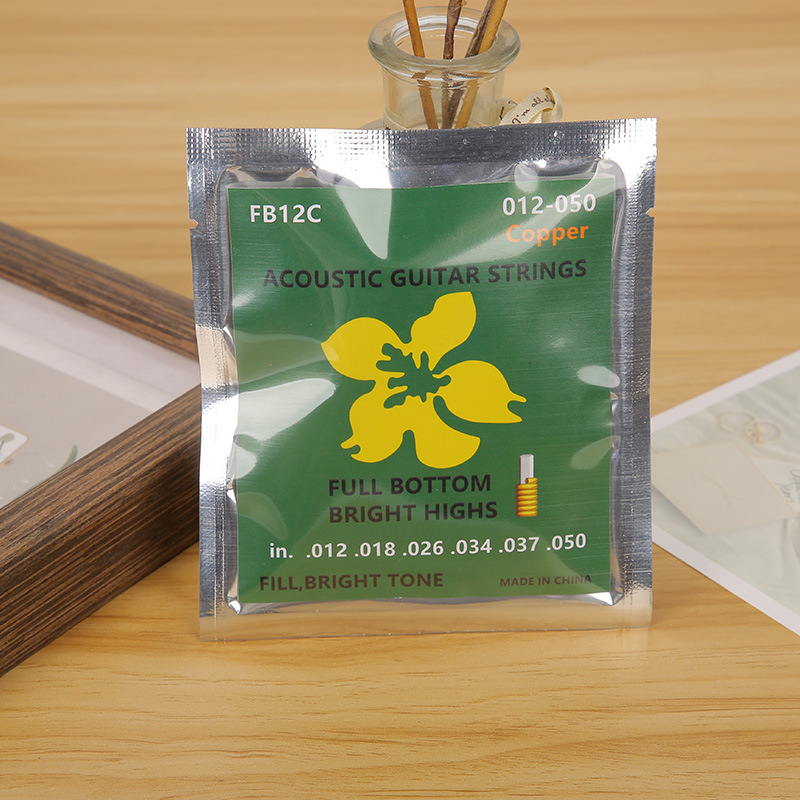 I'm all
FB12C
012-050
Copper
ACOUSTIC GUITAR STRINGS
FULL BOTTOM
BRIGHT HIGHS
in. .012 .018 .026 .034 .037 .050
FILL,BRIGHT TONE
MADE IN CHINA